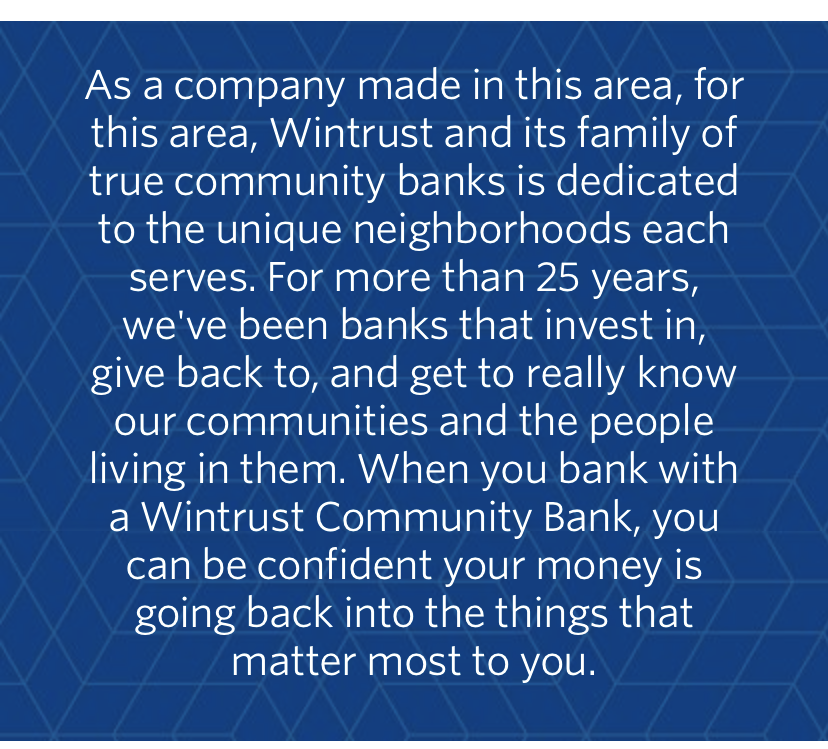 As a company made in this area, for
this area, Wintrust and its family of
true community banks is dedicated
to the unique neighborhoods each
serves. For more than 25 years,
we've been banks that invest in,
give back to, and get to really know
our communities and the people
living in them. When you bank with
a Wintrust Community Bank, you
can be confident your money is
going back into the things that
matter most to you.